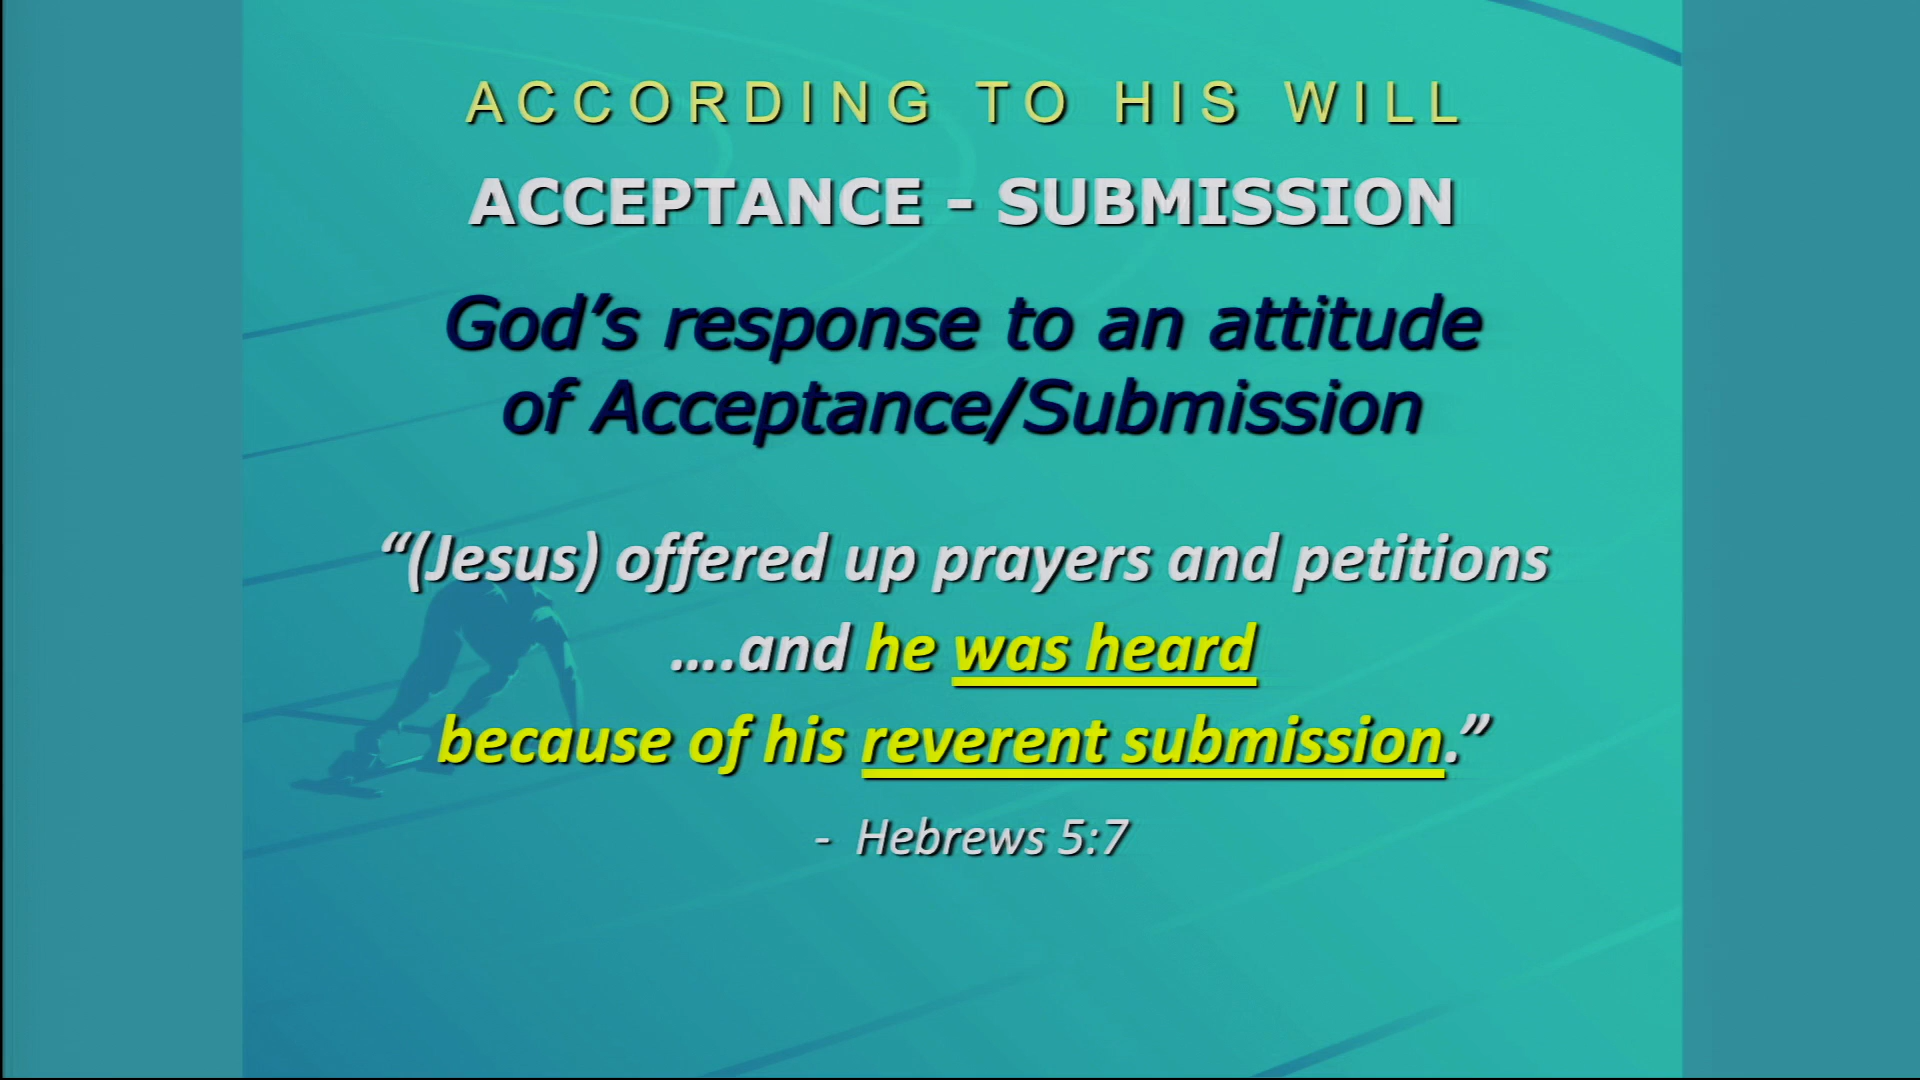 ACCORDING TO HIS WILL
ACCEPTANCE - SUBMISSION
God’s response to an attitude
of Acceptance/Submission
“(Jesus) offered up prayers and petitions
….and he was heard
because of his reverent submission.”
- Hebrews 5:7